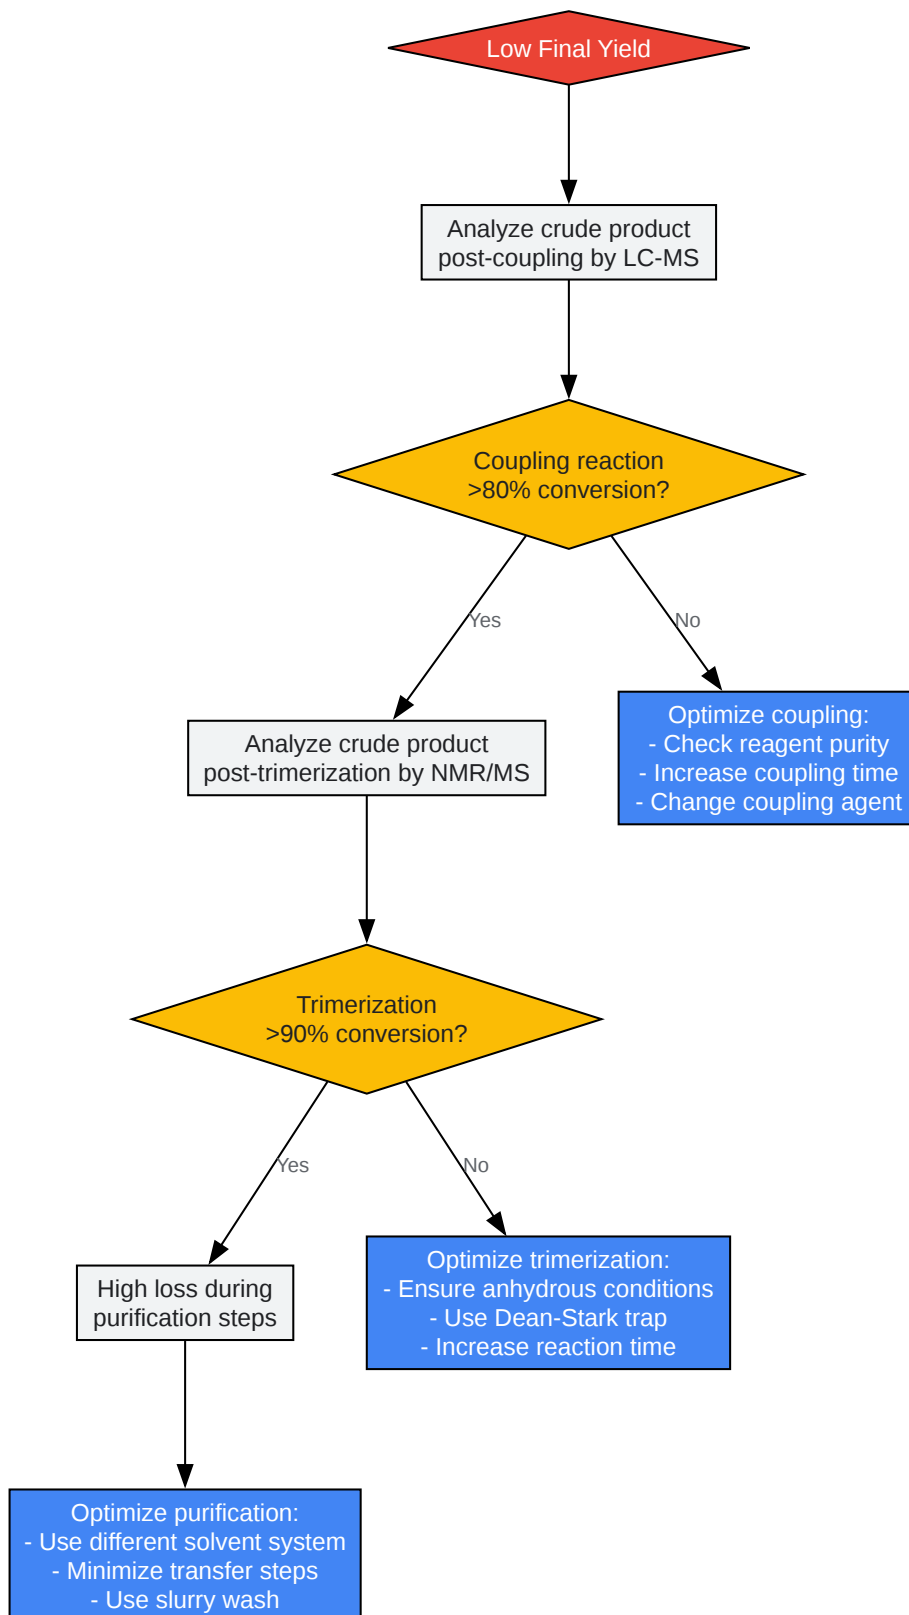 Low Final Yield
Analyze crude product
post-coupling by LC-MS
Coupling reaction
>80% conversion?
Yes
No
Optimize coupling:
- Check reagent purity
- Increase coupling time
- Change coupling agent
Analyze crude product
post-trimerization by NMR/MS
Trimerization
>90% conversion?
Yes
No
Optimize trimerization:
- Ensure anhydrous conditions
- Use Dean-Stark trap
- Increase reaction time
High loss during
purification steps
Optimize purification:
- Use different solvent system
- Minimize transfer steps
- Use slurry wash